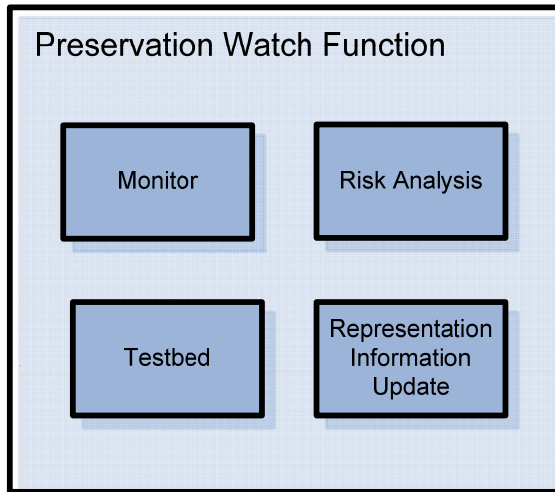 Preservation Watch Function
Monitor
Risk Analysis
Testbed
Representation
Information
Update